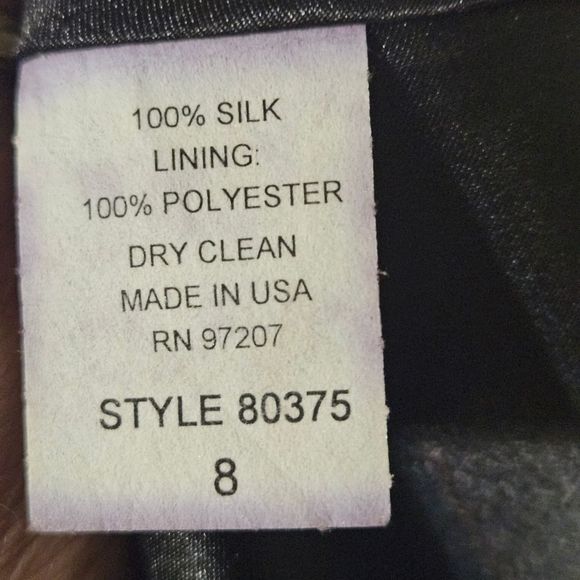 100% SILK
LINING:
100% POLYESTER
DRY CLEAN
MADE IN USA
RN 97207
STYLE 80375
8